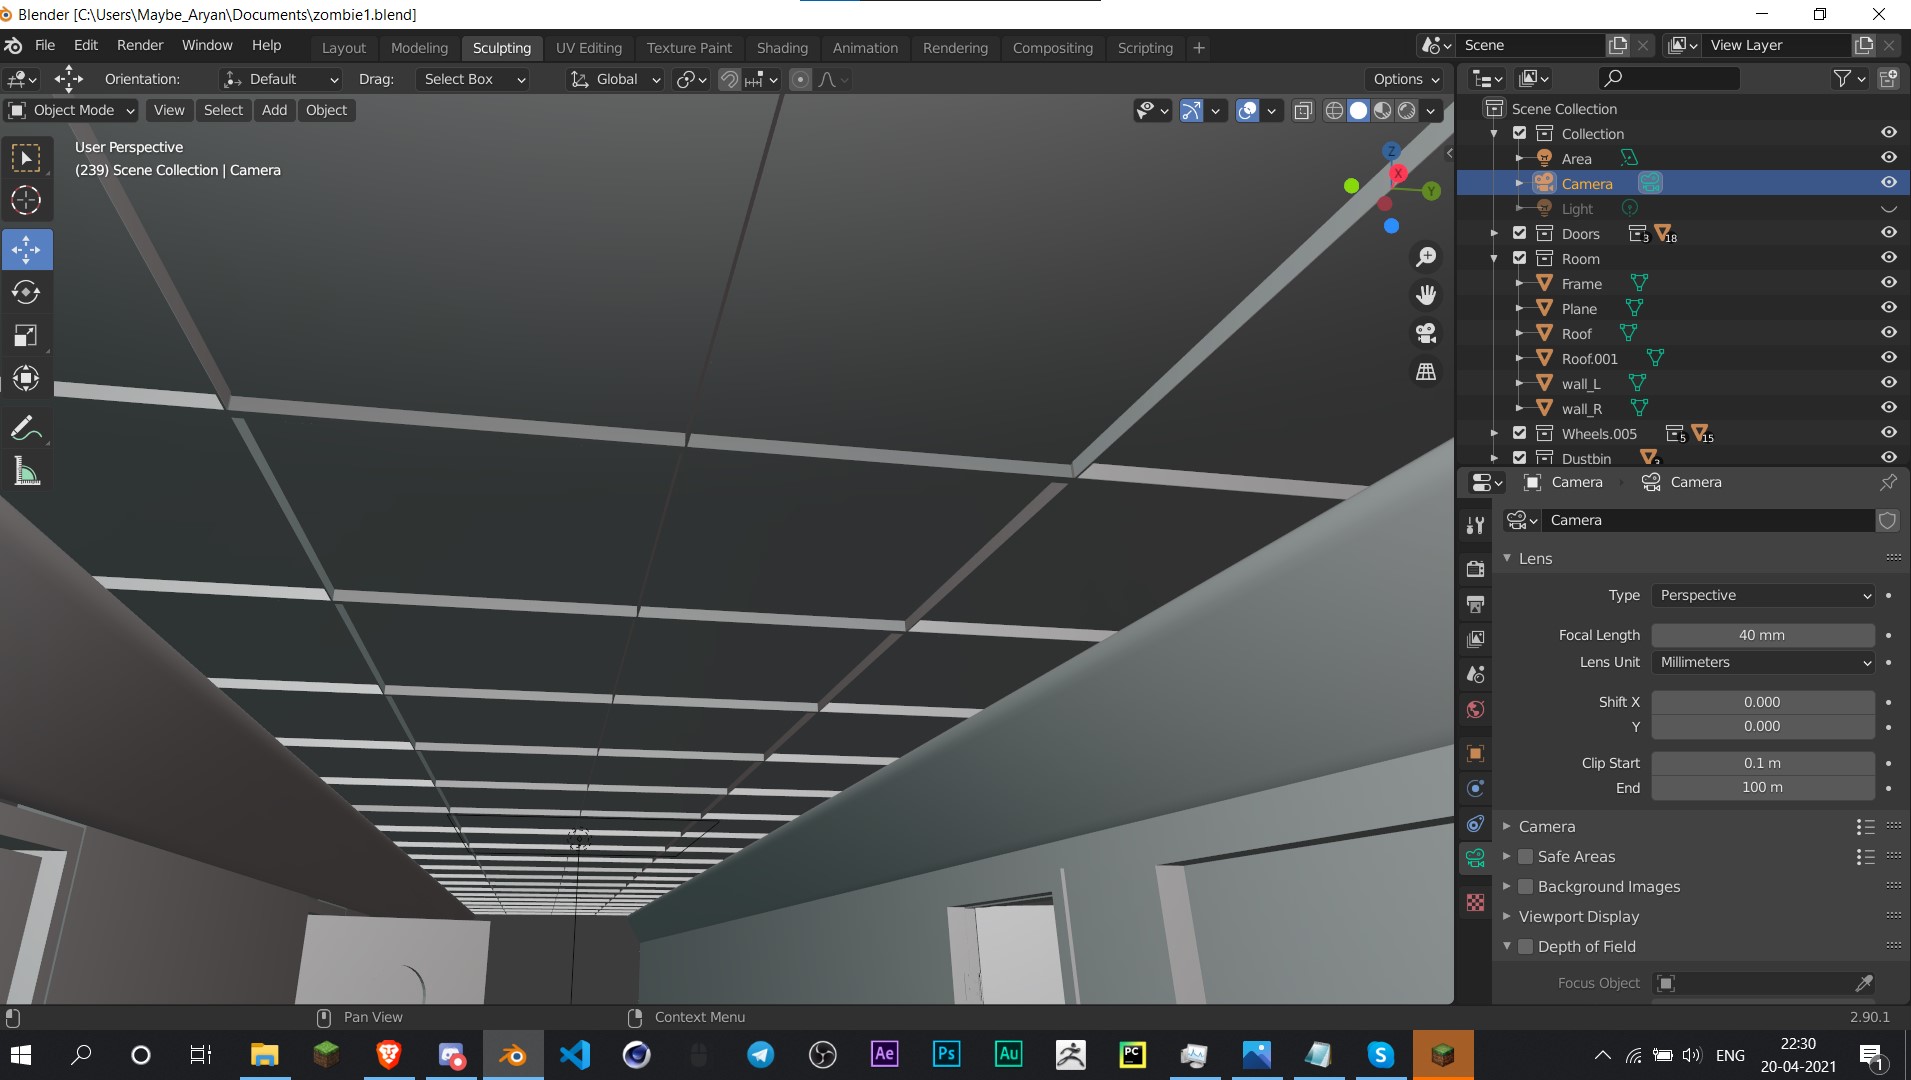 Blender [C:\Users\Maybe_Aryan\Documents\zombie1.blend]
File Edit Render Window Help
Layout Modeling Sculpting UV Editing Texture Paint Shading Animation Rendering Compositing Scripting +
Scene
View Layer
Orientation: Default Drag: Select Box Global Options
Object Mode View Select Add Object
User Perspective
(239) Scene Collection | Camera
Z
X
Y
Scene Collection
Collection
Area
Camera
Light
Doors 3 18
Room
Frame
Plane
Roof
Roof.001
wall_L
wall_R
Wheels.005 5 15
Dustbin
Camera Camera
Camera
Lens
Type Perspective
Focal Length 40 mm
Lens Unit Millimeters
Shift X 0.000
Y 0.000
Clip Start 0.1 m
End 100 m
Camera
Safe Areas
Background Images
Viewport Display
Depth of Field
Focus Object
Pan View
Context Menu
2.90.1
Ae
Ps
Au
PC
S
ENG
22:30
20-04-2021
1